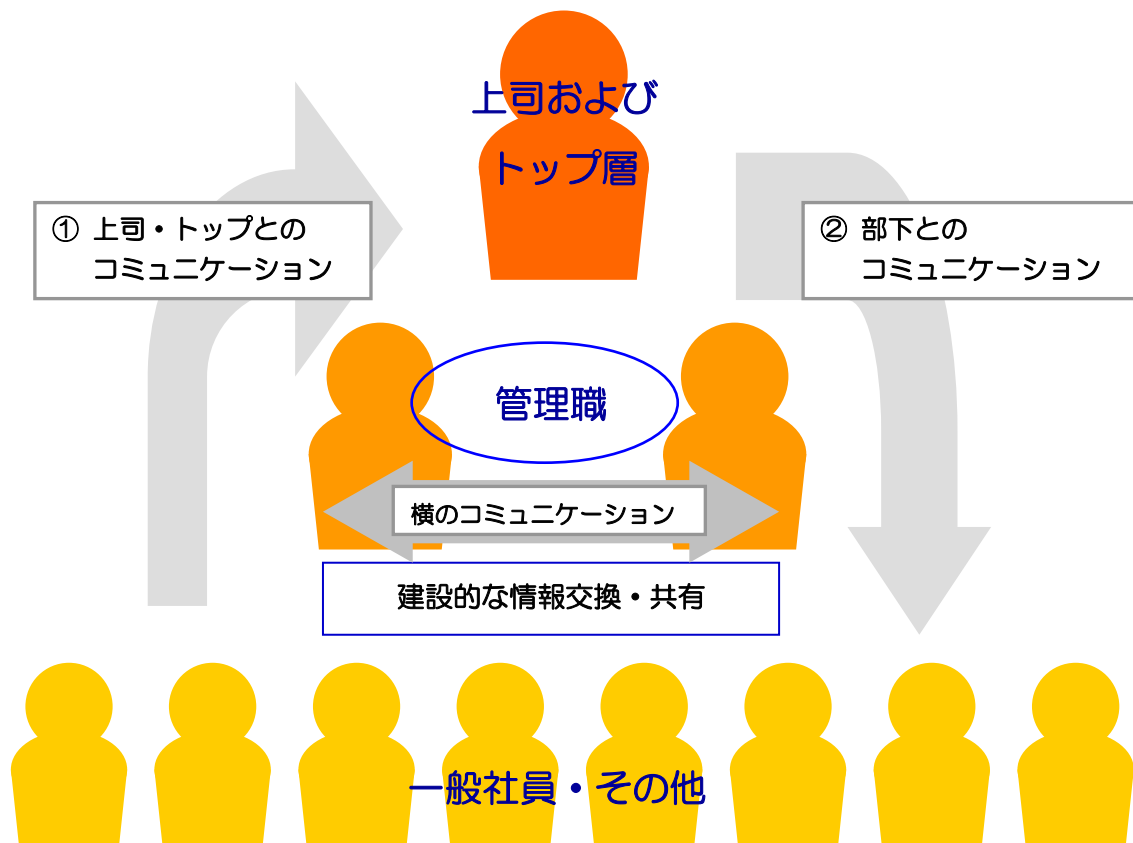 上司および
トップ層
① 上司・トップとの
コミュニケーション
② 部下との
コミュニケーション
管理職
横のコミュニケーション
建設的な情報交換・共有
一般社員・その他